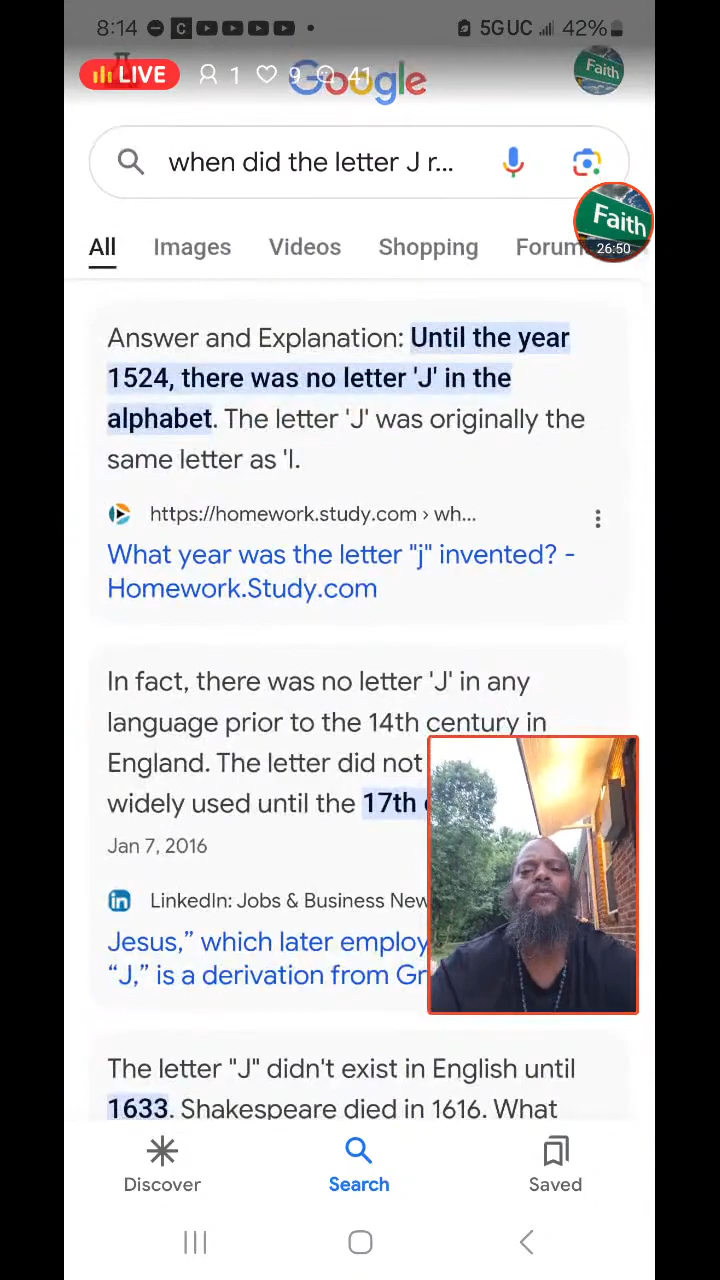 8:14
5G UC
42%
LIVE
1
9
41
Google
Faith
when did the letter J r...
Faith
26:50
All Images Videos Shopping Forum
Answer and Explanation: Until the year
1524, there was no letter 'J' in the
alphabet. The letter 'J' was originally the
same letter as 'I.
https://homework.study.com › wh...
What year was the letter "j" invented? -
Homework.Study.com
In fact, there was no letter 'J' in any
language prior to the 14th century in
England. The letter did not
widely used until the 17th
Jan 7, 2016
in
LinkedIn: Jobs & Business New
Jesus,” which later employ
“J,” is a derivation from Gr
The letter "J" didn't exist in English until
1633. Shakespeare died in 1616. What
Discover
Search
Saved